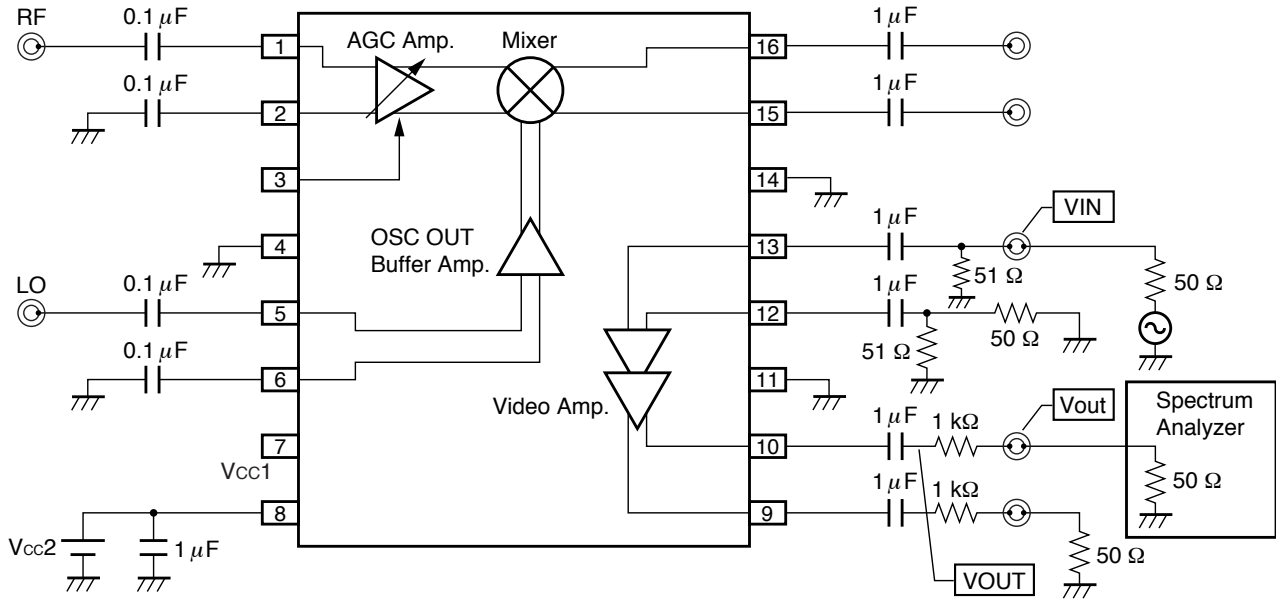 RF
0.1 μF
1
AGC Amp.
Mixer
16
1 μF
0.1 μF
2
15
1 μF
3
14
4
OSC OUT
Buffer Amp.
13
1 μF
VIN
51 Ω
50 Ω
LO
0.1 μF
5
12
1 μF
51 Ω
50 Ω
0.1 μF
6
11
Video Amp.
7
VCC1
10
1 μF
1 kΩ
Vout
Spectrum
Analyzer
50 Ω
8
VCC2
1 μF
9
1 μF
1 kΩ
50 Ω
VOUT